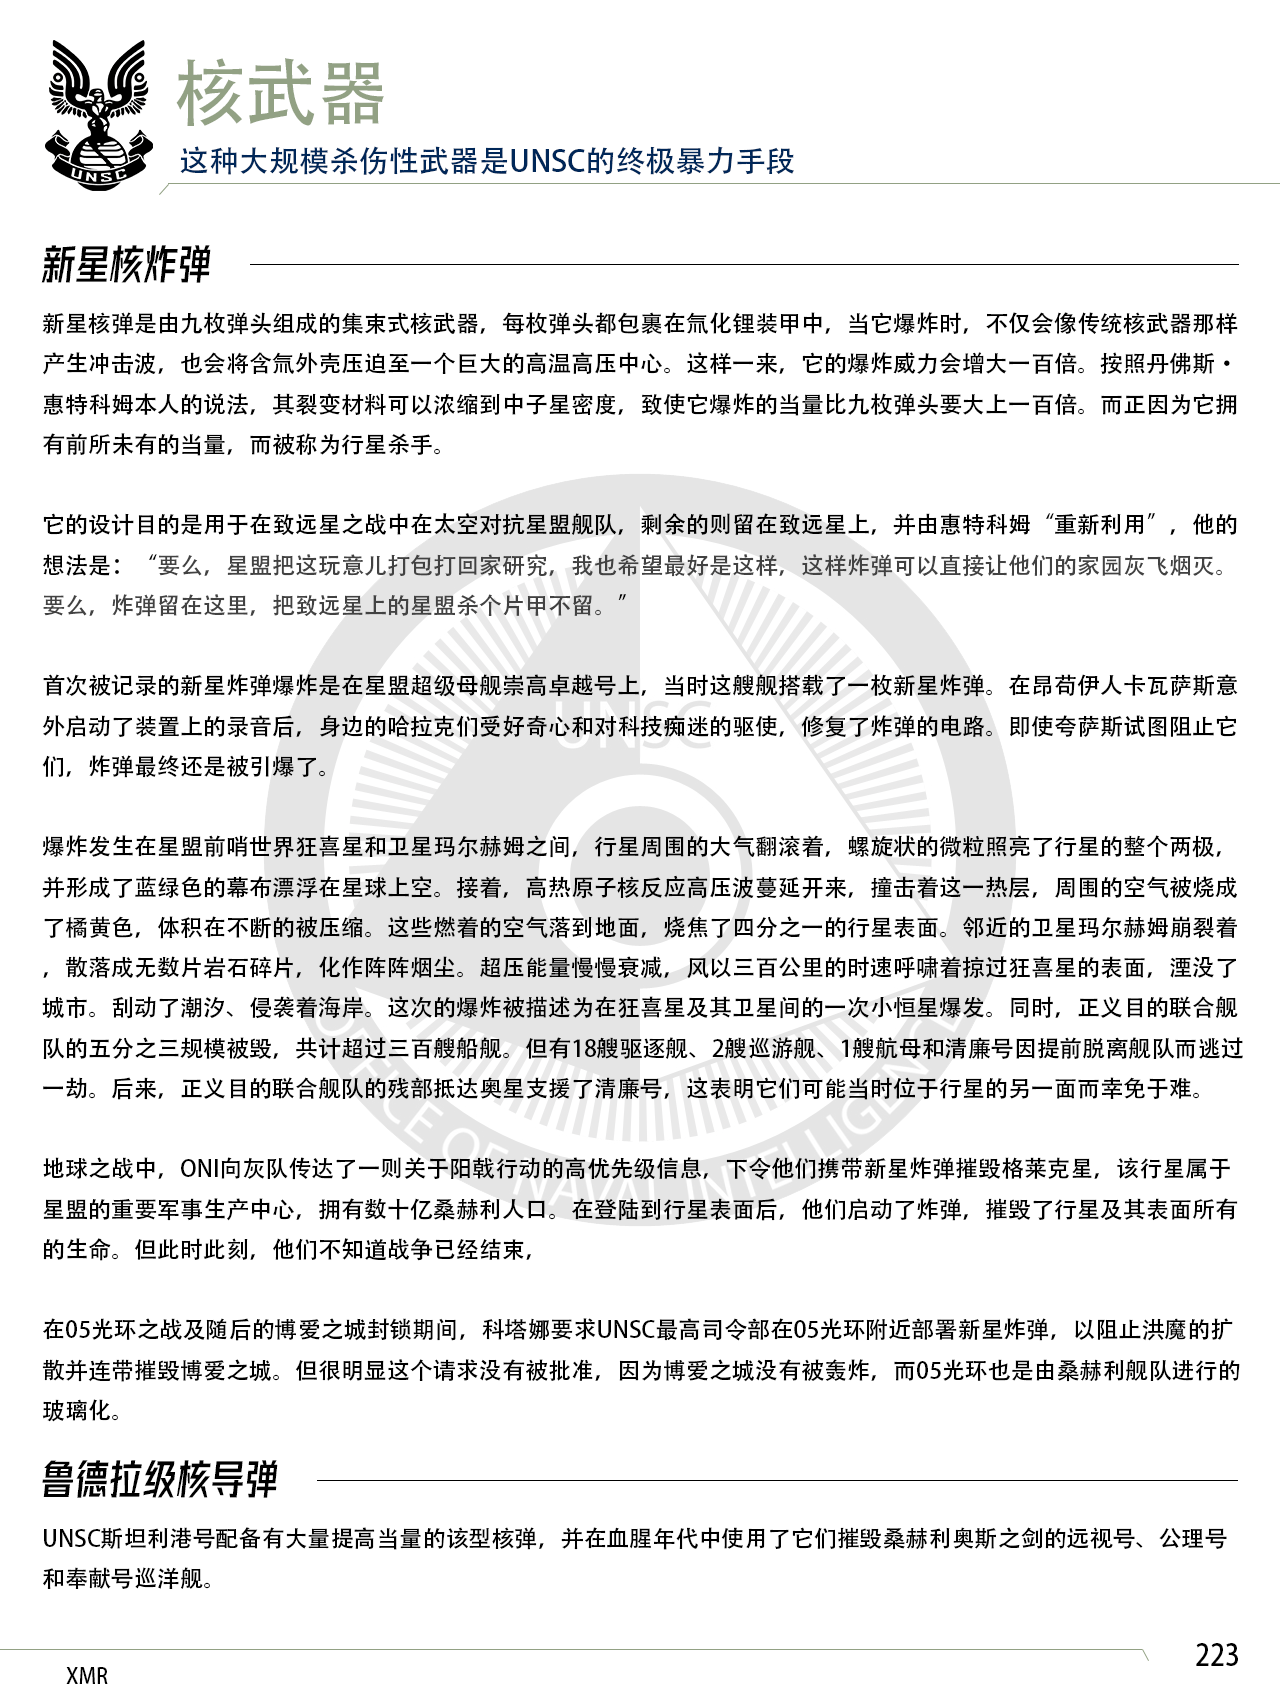 核武器
这种大规模杀伤性武器是UNSC的终极暴力手段
UNSC
新星核炸弹
新星核弹是由九枚弹头组成的集束式核武器，每枚弹头都包裹在氘化锂装甲中，当它爆炸时，不仅会像传统核武器那样
产生冲击波，也会将含氘外壳压迫至一个巨大的高温高压中心。这样一来，它的爆炸威力会增大一百倍。按照丹佛斯·
惠特科姆本人的说法，其裂变材料可以浓缩到中子星密度，致使它爆炸的当量比九枚弹头要大上一百倍。而正因为它拥
有前所未有的当量，而被称为行星杀手。
它的设计目的是用于在致远星之战中在太空对抗星盟舰队，剩余的则留在致远星上，并由惠特科姆“重新利用”，他的
想法是：“要么，星盟把这玩意儿打包打回家研究，我也希望最好是这样，这样炸弹可以直接让他们的家园灰飞烟灭。
要么，炸弹留在这里，把致远星上的星盟杀个片甲不留。”
首次被记录的新星炸弹爆炸是在星盟超级母舰崇高卓越号上，当时这艘舰搭载了一枚新星炸弹。在昂苟伊人卡瓦萨斯意
外启动了装置上的录音后，身边的哈拉克们受好奇心和对科技痴迷的驱使，修复了炸弹的电路。即使夸萨斯试图阻止它
们，炸弹最终还是被引爆了。
爆炸发生在星盟前哨世界狂喜星和卫星玛尔赫姆之间，行星周围的大气翻滚着，螺旋状的微粒照亮了行星的整个两极，
并形成了蓝绿色的幕布漂浮在星球上空。接着，高热原子核反应高压波蔓延开来，撞击着这一热层，周围的空气被烧成
了橘黄色，体积在不断的被压缩。这些燃着的空气落到地面，烧焦了四分之一的行星表面。邻近的卫星玛尔赫姆崩裂着
，散落成无数片岩石碎片，化作阵阵烟尘。超压能量慢慢衰减，风以三百公里的时速呼啸着掠过狂喜星的表面，湮没了
城市。刮动了潮汐、侵袭着海岸。这次的爆炸被描述为在狂喜星及其卫星间的一次小恒星爆发。同时，正义目的联合舰
队的五分之三规模被毁，共计超过三百艘船舰。但有18艘驱逐舰、2艘巡游舰、1艘航母和清廉号因提前脱离舰队而逃过
一劫。后来，正义目的联合舰队的残部抵达奥星支援了清廉号，这表明它们可能当时位于行星的另一面而幸免于难。
地球之战中，ONI向灰队传达了一则关于阳戟行动的高优先级信息，下令他们携带新星炸弹摧毁格莱克星，该行星属于
星盟的重要军事生产中心，拥有数十亿桑赫利人口。在登陆到行星表面后，他们启动了炸弹，摧毁了行星及其表面所有
的生命。但此时此刻，他们不知道战争已经结束，
在05光环之战及随后的博爱之城封锁期间，科塔娜要求UNSC最高司令部在05光环附近部署新星炸弹，以阻止洪魔的扩
散并连带摧毁博爱之城。但很明显这个请求没有被批准，因为博爱之城没有被轰炸，而05光环也是由桑赫利舰队进行的
玻璃化。
UNSC
OFFICE OF NAVAL INTELLIGENCE
鲁德拉级核导弹
UNSC斯坦利港号配备有大量提高当量的该型核弹，并在血腥年代中使用了它们摧毁桑赫利奥斯之剑的远视号、公理号
和奉献号巡洋舰。
223
XMR